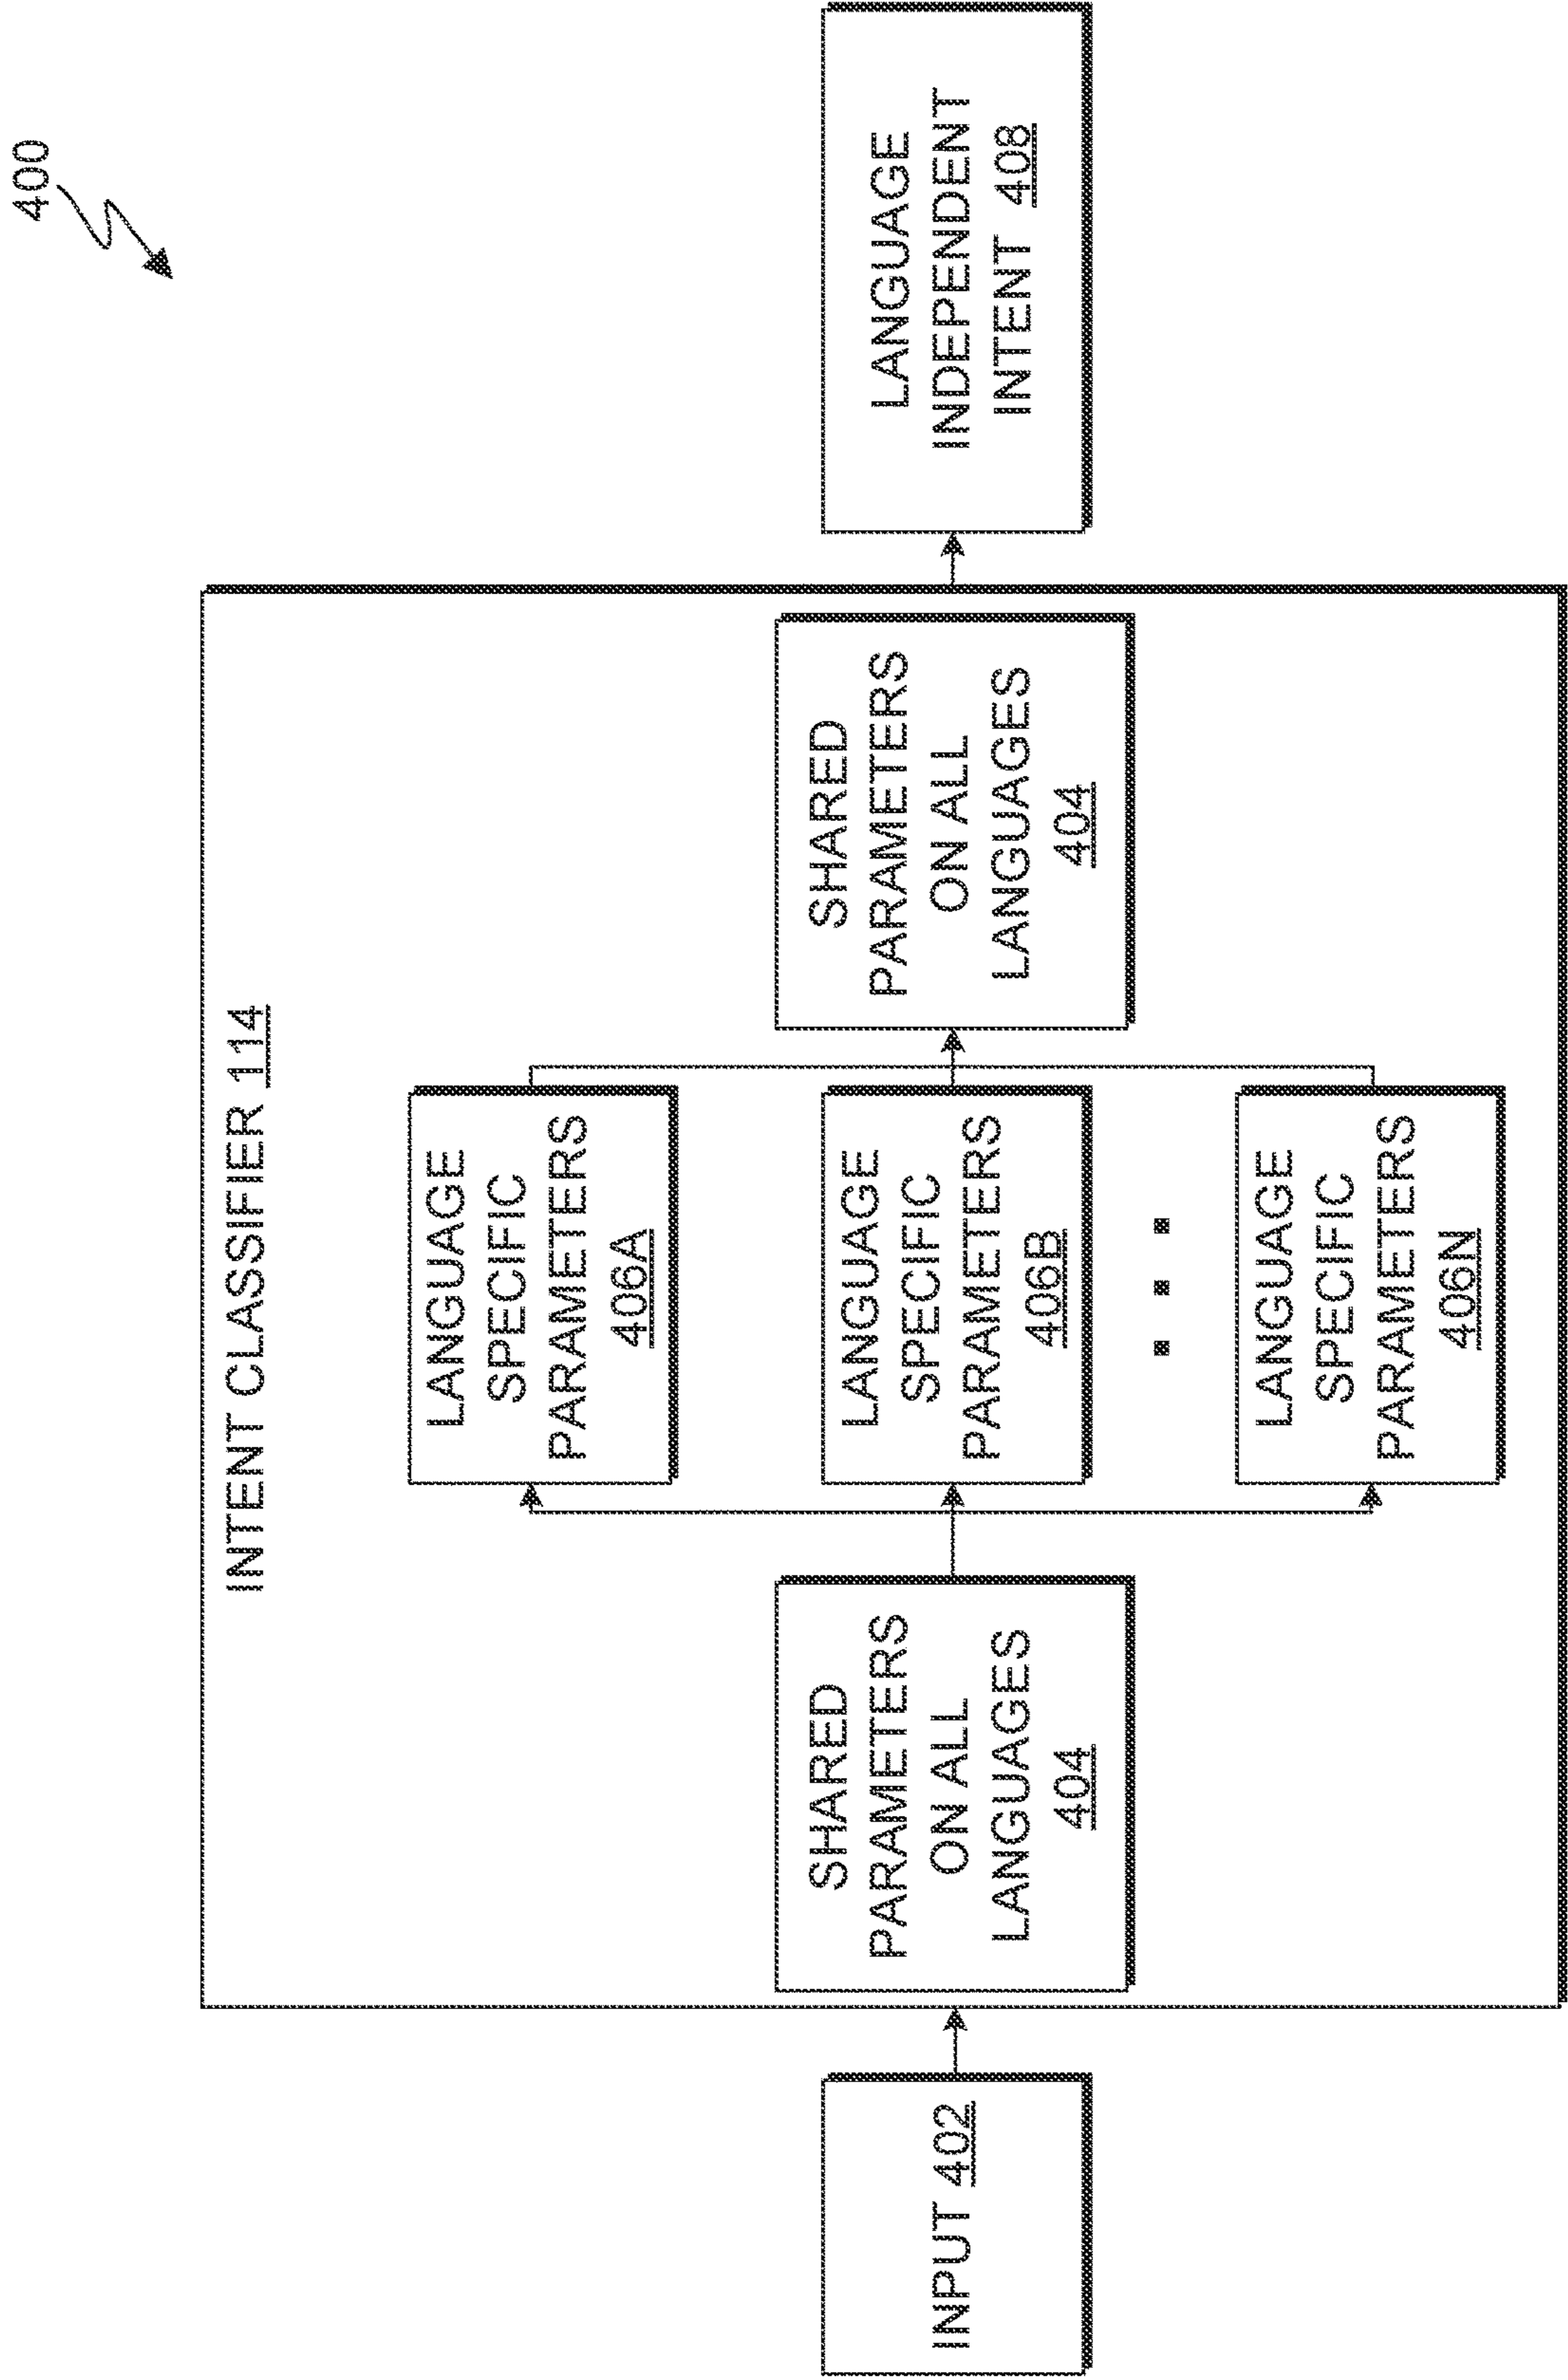 400
INTENT CLASSIFIER 114
INPUT 402
SHARED
PARAMETERS
ON ALL
LANGUAGES
404
LANGUAGE
SPECIFIC
PARAMETERS
406A
LANGUAGE
SPECIFIC
PARAMETERS
406B
LANGUAGE
SPECIFIC
PARAMETERS
406N
SHARED
PARAMETERS
ON ALL
LANGUAGES
404
LANGUAGE
INDEPENDENT
INTENT 408